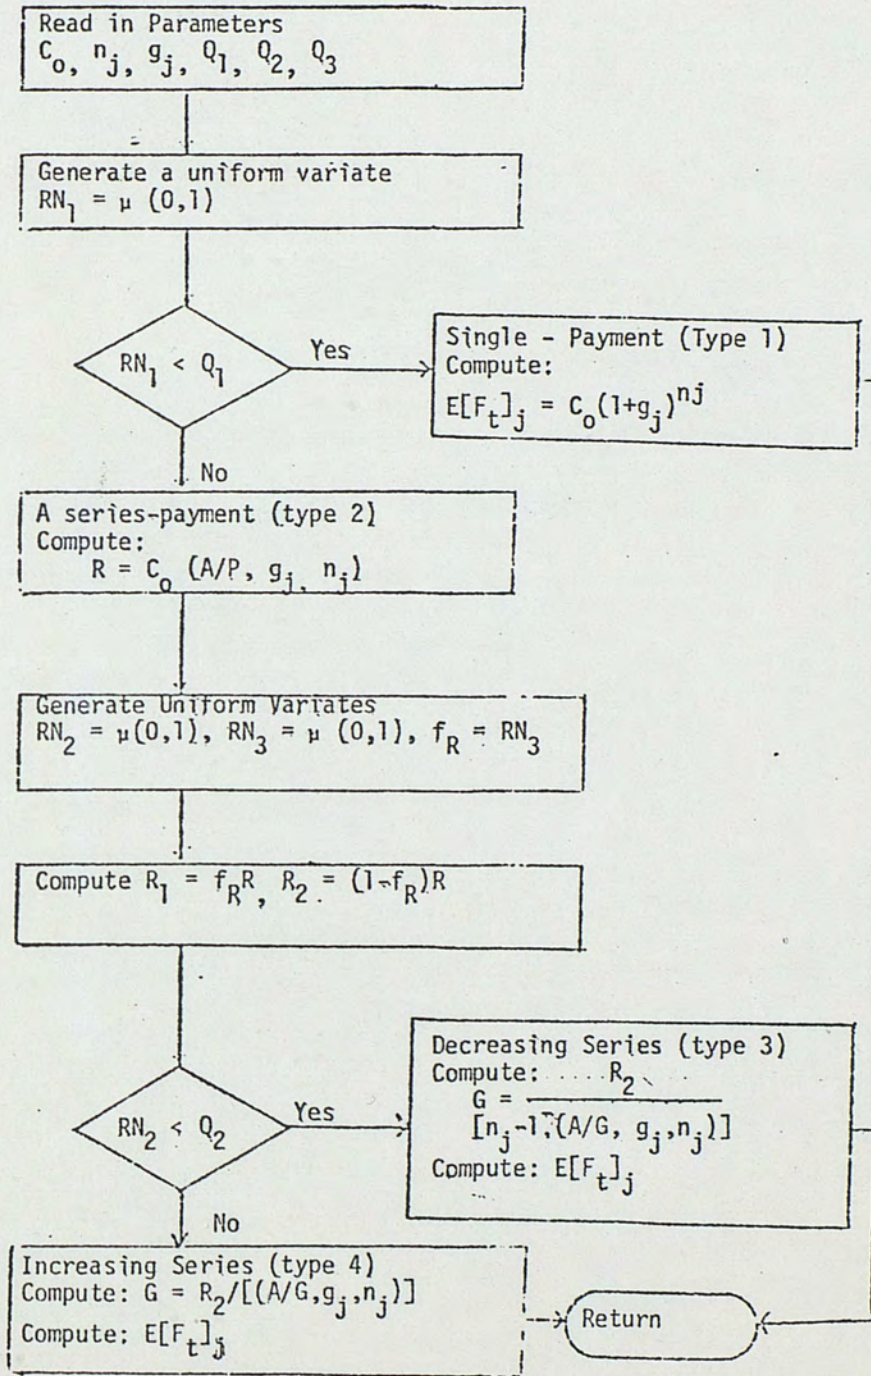 Read in Parameters
C_o, n_j, g_j, Q_1, Q_2, Q_3
Generate a uniform variate
RN_1 = μ (0,1)
RN_1 < Q_1
Yes
Single - Payment (Type 1)
Compute:
E[F_t]_j = C_o(1+g_j)^nj
No
A series-payment (type 2)
Compute:
R = C_o (A/P, g_j, n_j)
Generate Uniform Variates
RN_2 = μ(0,1), RN_3 = μ (0,1), f_R = RN_3
Compute R_1 = f_R R, R_2 = (1-f_R)R
RN_2 < Q_2
Yes
Decreasing Series (type 3)
Compute: R_2
G =
[n_j-1-(A/G, g_j,n_j)]
Compute: E[F_t]_j
No
Increasing Series (type 4)
Compute: G = R_2/[(A/G,g_j,n_j)]
Compute: E[F_t]_j
Return